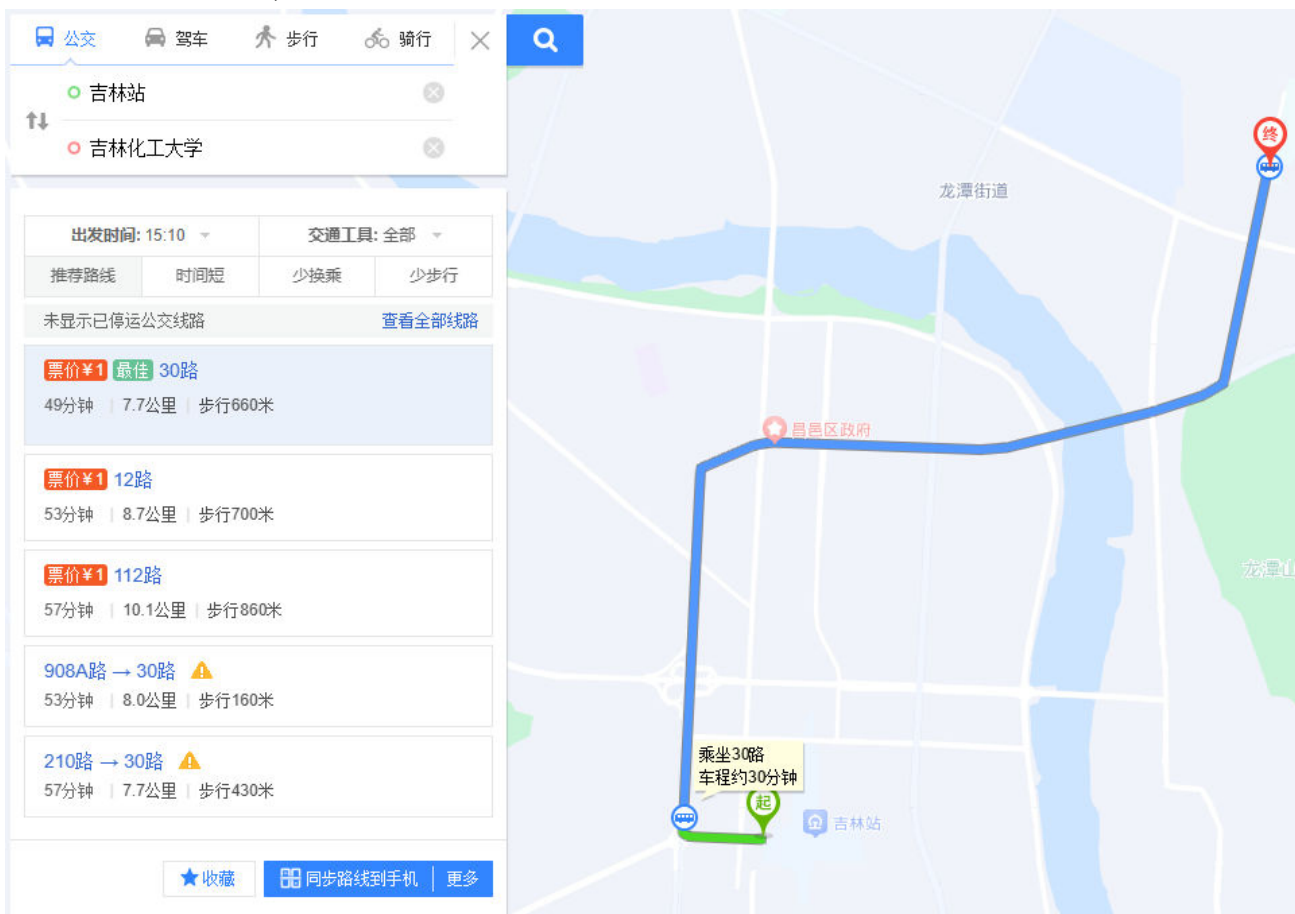 公交 驾车 步行 骑行
吉林站
吉林化工大学
出发时间: 15:10 交通工具: 全部
推荐路线 时间短 少换乘 少步行
未显示已停运公交线路 查看全部线路
票价¥1 最佳 30路
49分钟 | 7.7公里 | 步行660米
票价¥1 12路
53分钟 | 8.7公里 | 步行700米
票价¥1 112路
57分钟 | 10.1公里 | 步行860米
908A路 → 30路
53分钟 | 8.0公里 | 步行160米
210路 → 30路
57分钟 | 7.7公里 | 步行430米
收藏 同步路线到手机 | 更多
终
龙潭街道
昌邑区政府
龙潭山
乘坐30路
车程约30分钟
起
吉林站